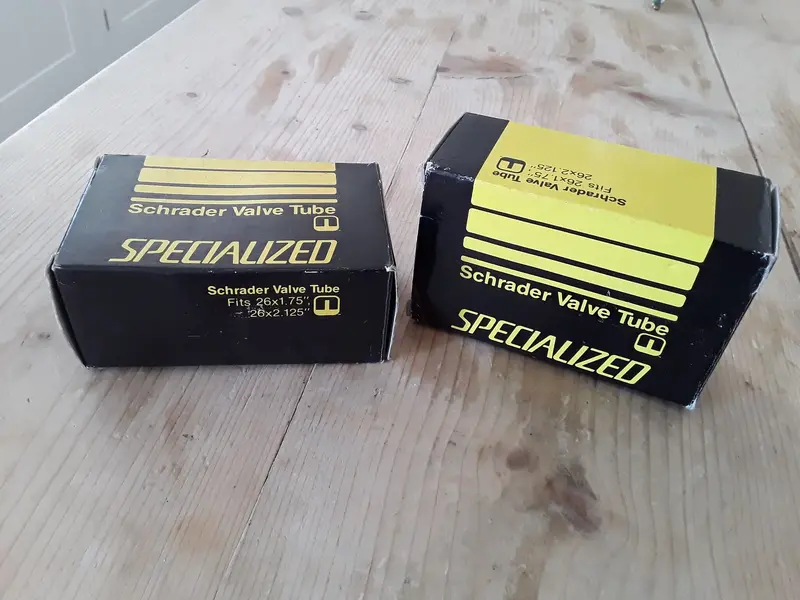 Schrader Valve Tube
SPECIALIZED
Schrader Valve Tube
Fits 26x1.75",
26x2.125"
Schrader Valve Tube
Fits 26x1.75",
26x2.125"
Schrader Valve Tube
SPECIALIZED